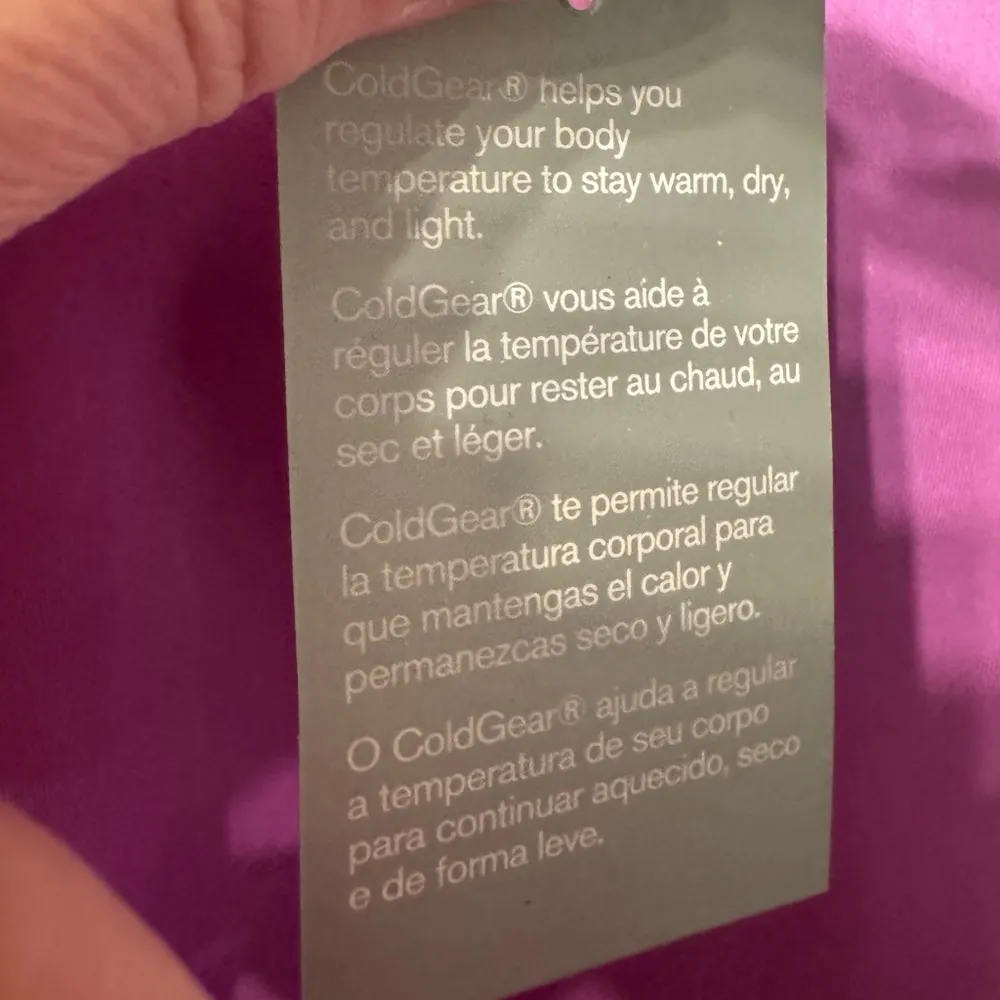 ColdGear® helps you
regulate your body
temperature to stay warm, dry,
and light.
ColdGear® vous aide à
réguler la température de votre
corps pour rester au chaud, au
sec et léger.
ColdGear® te permite regular
la temperatura corporal para
que mantengas el calor y
permanezcas seco y ligero.
O ColdGear® ajuda a regular
a temperatura de seu corpo
para continuar aquecido, seco
e de forma leve.